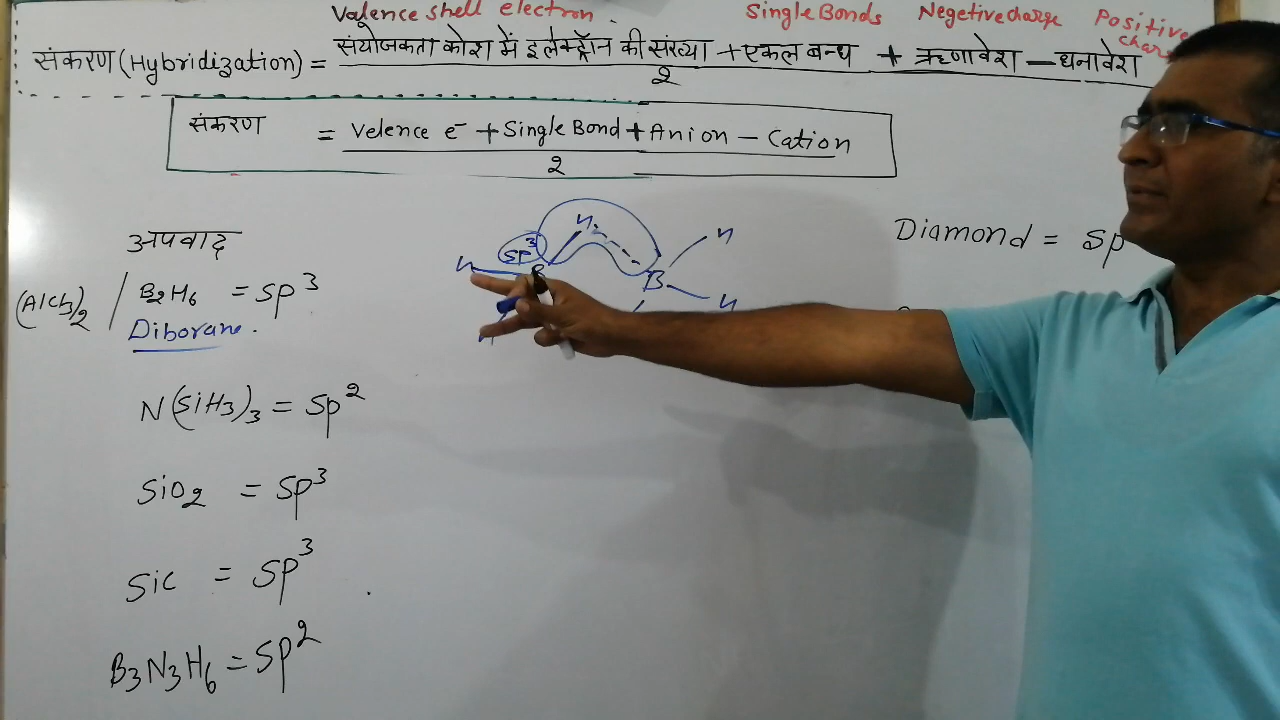 Valence shell electron. Single Bonds Negetive charge Positive charge
संकरण (Hybridization) = संयोजकता कोश में इलेक्ट्रॉन की संख्या + एकल बन्ध + ऋणावेश - धनावेश
2
संकरण = Velence e⁻ + Single Bond + Anion - Cation
2
अपवाद
(AlCl3)2 / B2H6 = SP³
Diborane.
N(SiH3)3 = SP²
SiO2 = SP³
Sic = SP³
B3N3H6 = SP²
H
SP³
H
B
H
B
H
H
Diamond = SP